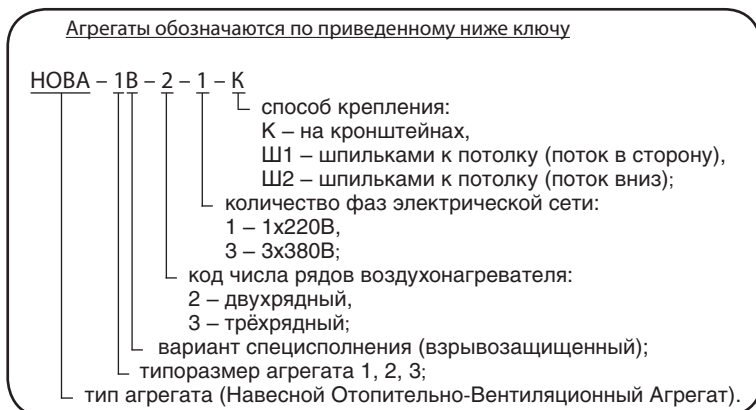 Агрегаты обозначаются по приведенному ниже ключу
НОВА – 1В – 2 – 1 – К
способ крепления:
К – на кронштейнах,
Ш1 – шпильками к потолку (поток в сторону),
Ш2 – шпильками к потолку (поток вниз);
количество фаз электрической сети:
1 – 1х220В,
3 – 3х380В;
код числа рядов воздухонагревателя:
2 – двухрядный,
3 – трёхрядный;
вариант специсполнения (взрывозащищенный);
типоразмер агрегата 1, 2, 3;
тип агрегата (Навесной Отопительно-Вентиляционный Агрегат).